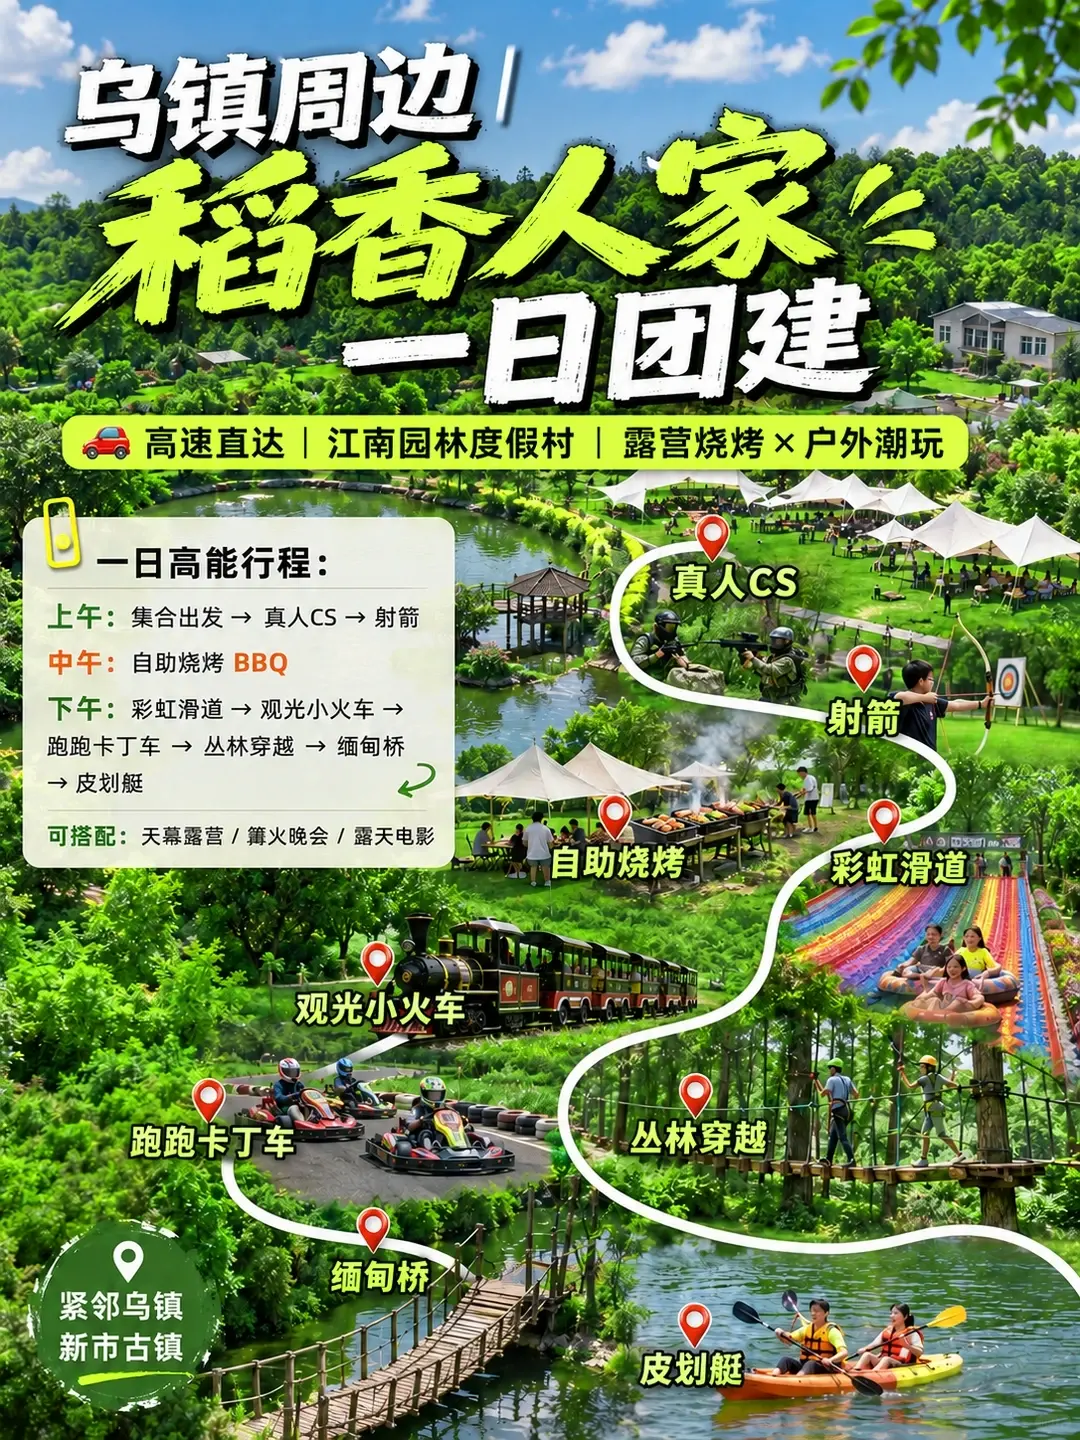 乌镇周边
稻香人家
一日团建
高速直达｜江南园林度假村｜露营烧烤×户外潮玩
一日高能行程：
上午：集合出发→真人CS→射箭
中午：自助烧烤 BBQ
下午：彩虹滑道→观光小火车→
跑跑卡丁车→丛林穿越→缅甸桥
→皮划艇
可搭配：天幕露营/篝火晚会/露天电影
真人CS
射箭
自助烧烤
彩虹滑道
观光小火车
跑跑卡丁车
丛林穿越
缅甸桥
皮划艇
紧邻乌镇
新市古镇